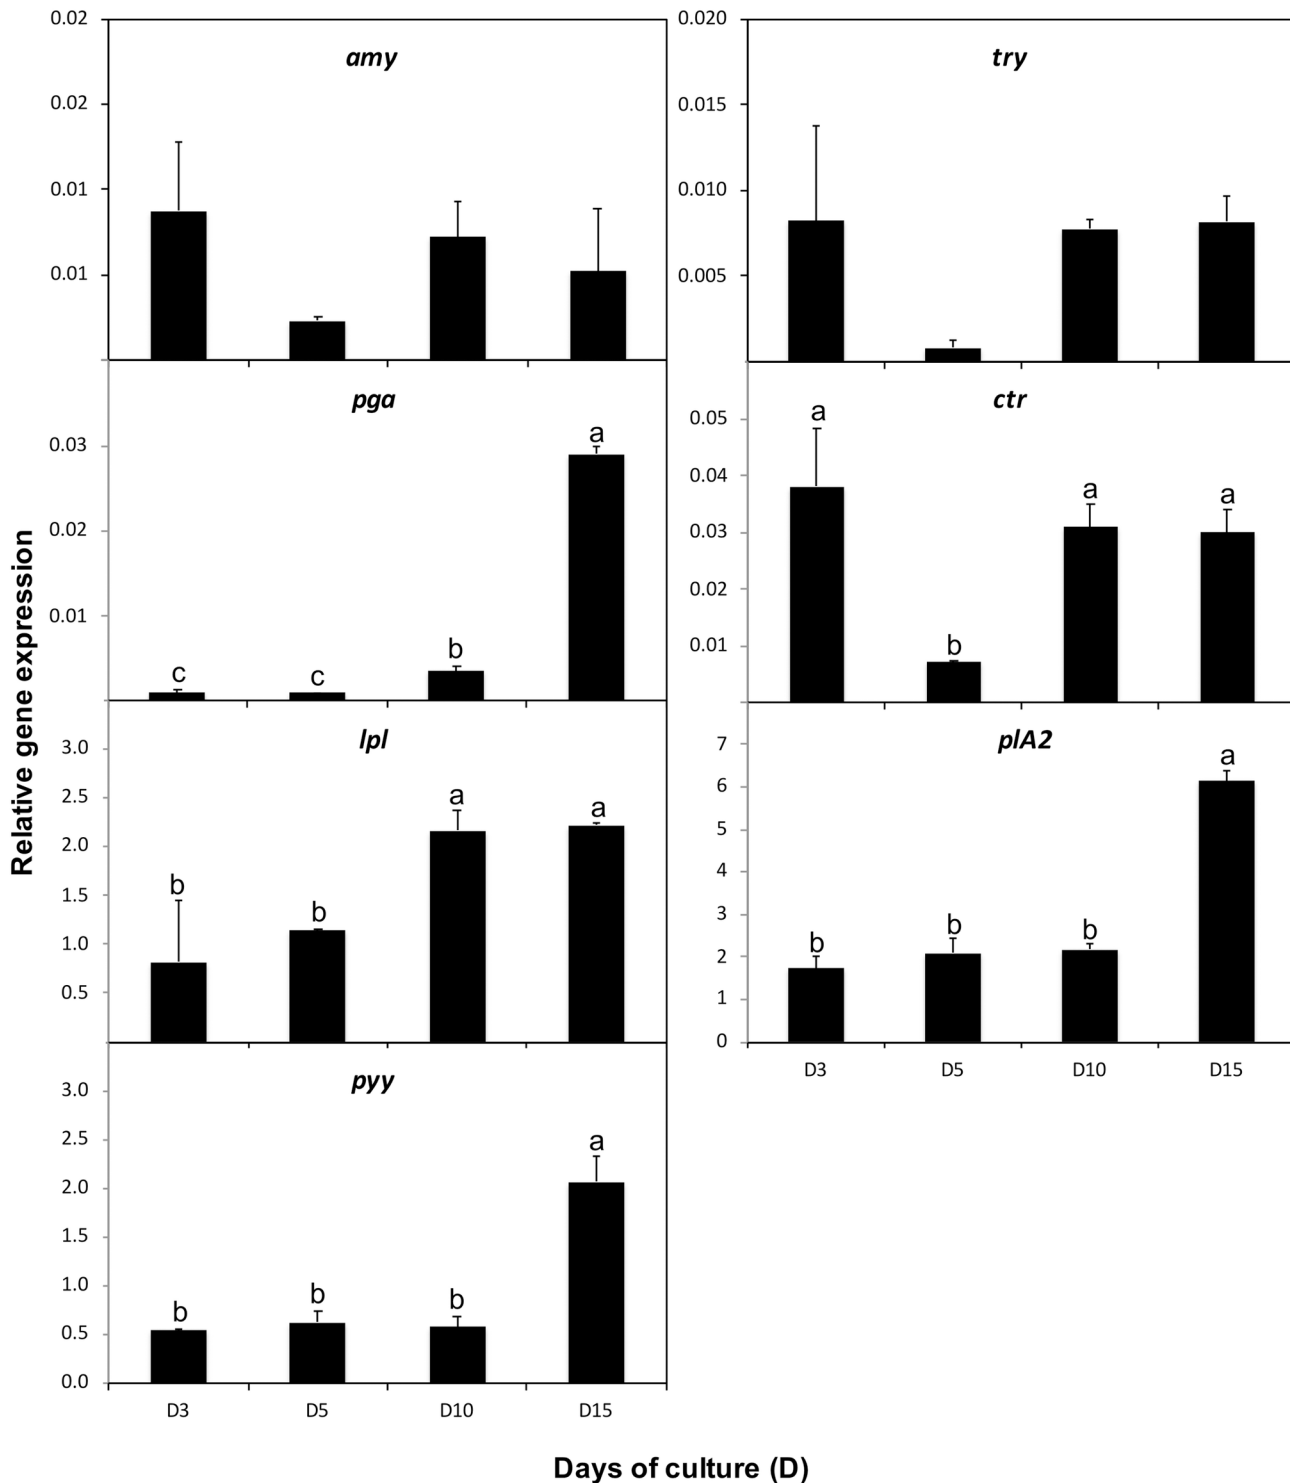 amy
0.02
0.02
0.01
0.01
try
0.020
0.015
0.010
0.005
pga
0.03
0.02
0.01
c
c
b
a
ctr
0.05
0.04
0.03
0.02
0.01
a
b
a
a
lpl
3.0
2.5
2.0
1.5
1.0
0.5
b
b
a
a
plA2
7
6
5
4
3
2
1
0
b
b
b
a
D3
D5
D10
D15
pyy
3.0
2.5
2.0
1.5
1.0
0.5
0.0
b
b
b
a
D3
D5
D10
D15
Relative gene expression
Days of culture (D)